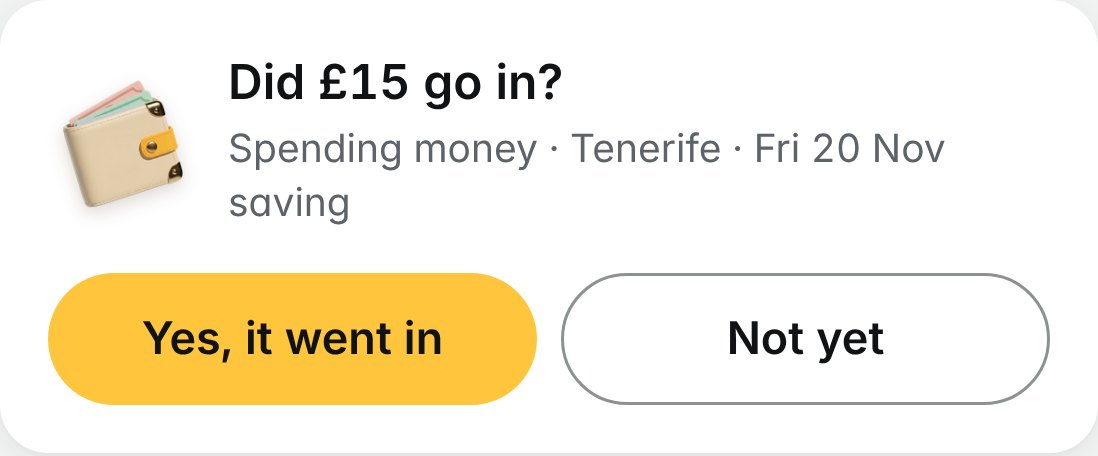 Did £15 go in?
Spending money · Tenerife · Fri 20 Nov
saving
Yes, it went in
Not yet